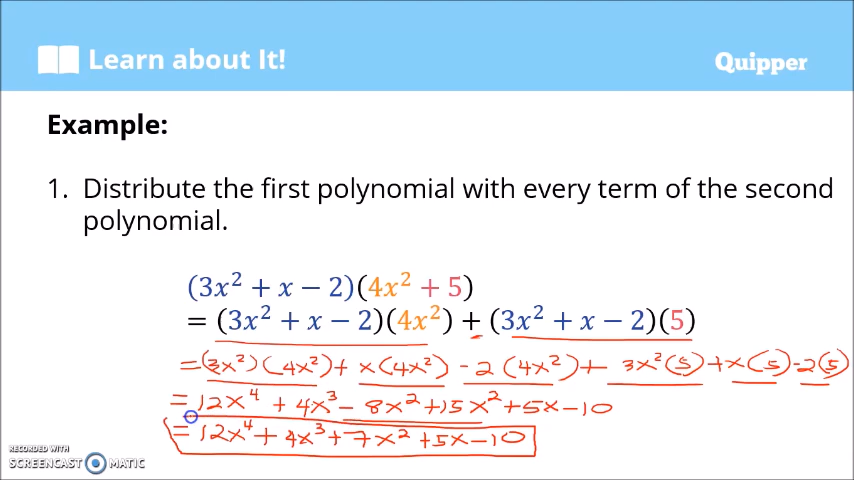 Learn about It!
Quipper
Example:
1. Distribute the first polynomial with every term of the second
polynomial.
(3x² + x − 2)(4x² + 5)
= (3x² + x − 2)(4x²) + (3x² + x − 2)(5)
= (3x²)(4x²) + x(4x²) - 2(4x²) + 3x²(5) + x(5) - 2(5)
= 12x⁴ + 4x³ - 8x² + 15x² + 5x - 10
= 12x⁴ + 4x³ + 7x² + 5x - 10
RECORDED WITH
SCREENCAST MATIC